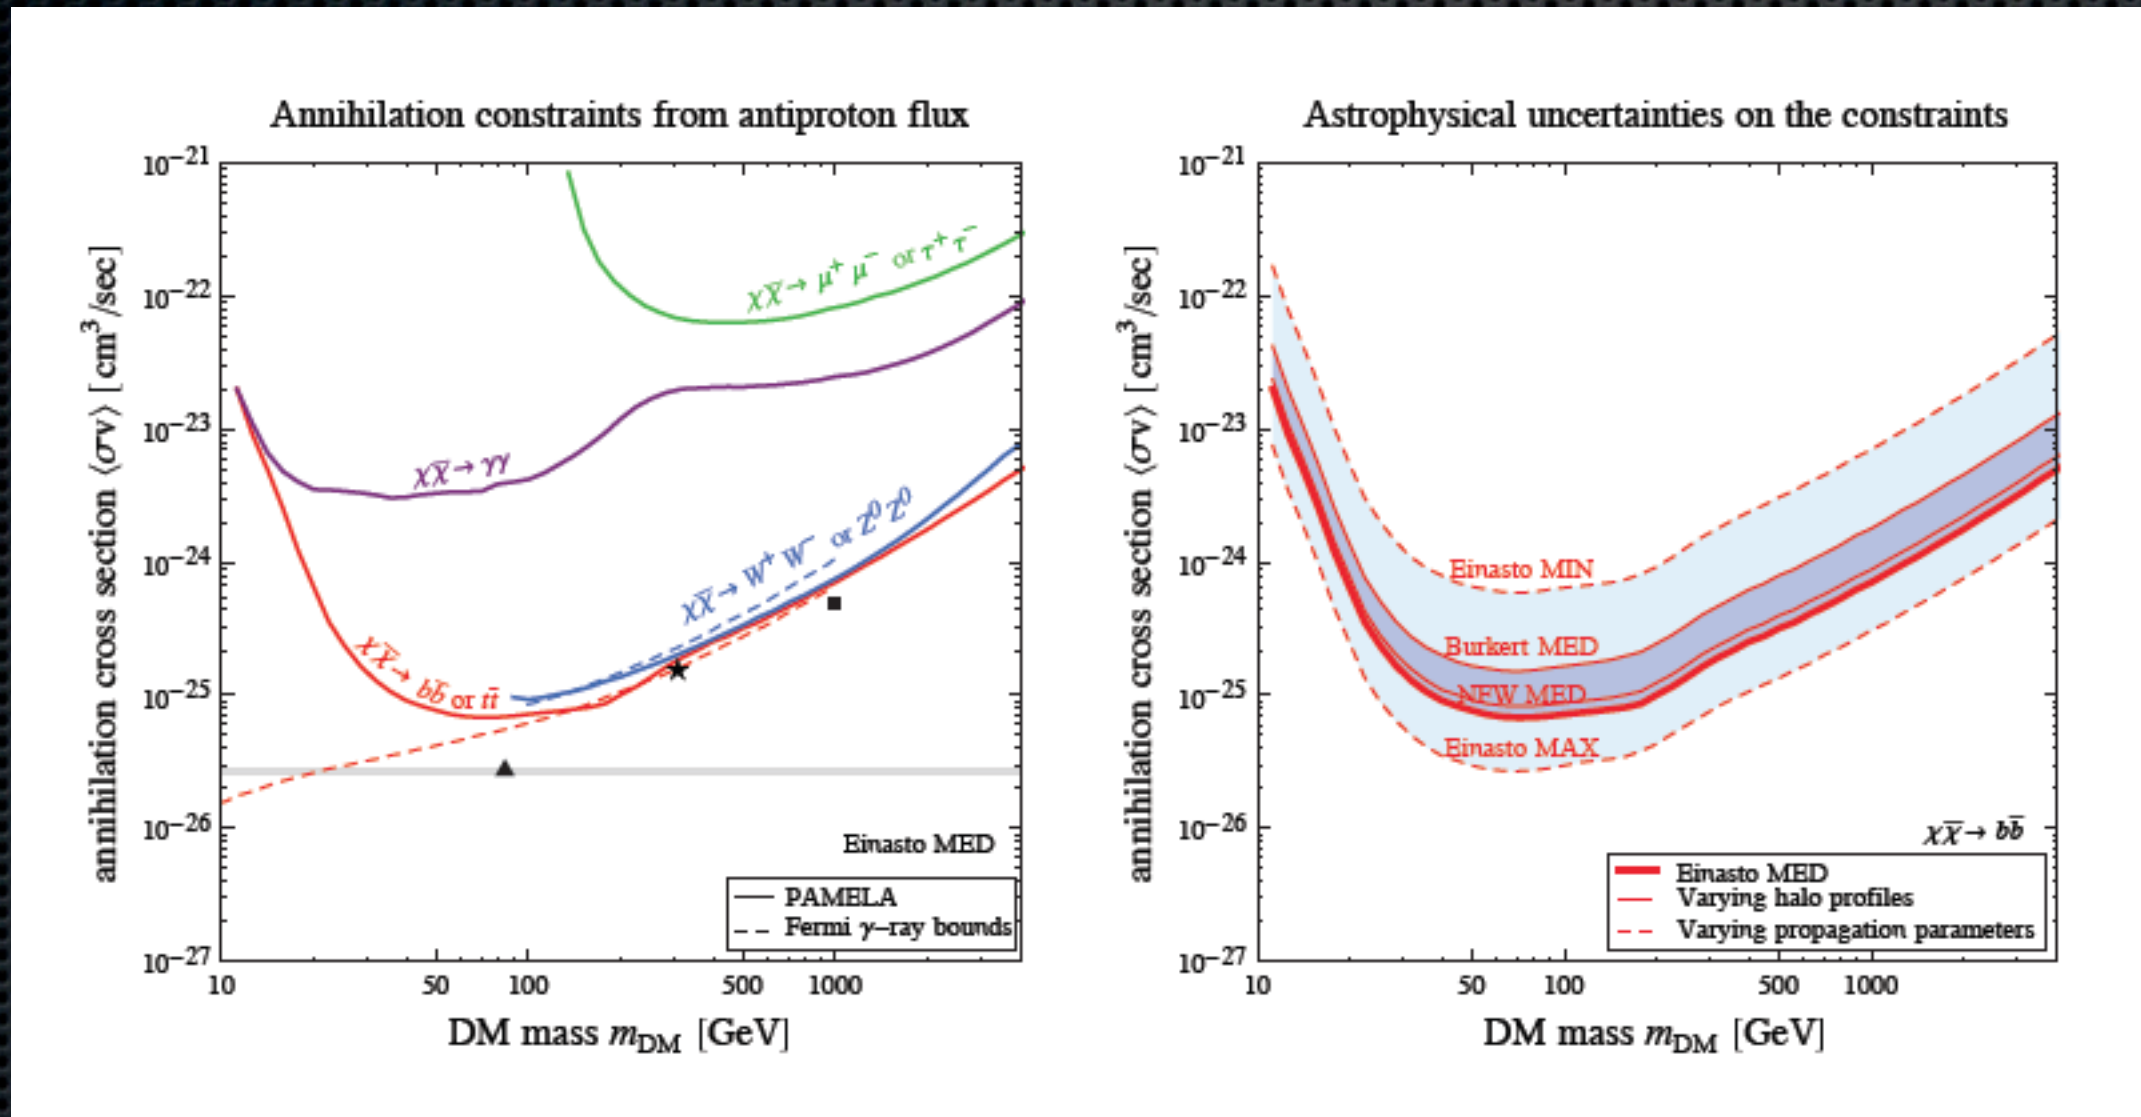 Annihilation constraints from antiproton flux
annihilation cross section ⟨σv⟩ [cm³/sec]
10⁻²¹
10⁻²²
10⁻²³
10⁻²⁴
10⁻²⁵
10⁻²⁶
10⁻²⁷
χχ̅→ μ⁺ μ⁻ or τ⁺ τ⁻
χχ̅→ γγ
χχ̅→ W⁺ W⁻ or Z⁰ Z⁰
χχ̅→ bb̅ or tt̅
Einasto MED
PAMELA
Fermi γ–ray bounds
10 50 100 500 1000
DM mass m_DM [GeV]
Astrophysical uncertainties on the constraints
annihilation cross section ⟨σv⟩ [cm³/sec]
10⁻²¹
10⁻²²
10⁻²³
10⁻²⁴
10⁻²⁵
10⁻²⁶
10⁻²⁷
Einasto MIN
Burkert MED
NFW MED
Einasto MAX
χχ̅→ bb̅
Einasto MED
Varying halo profiles
Varying propagation parameters
10 50 100 500 1000
DM mass m_DM [GeV]